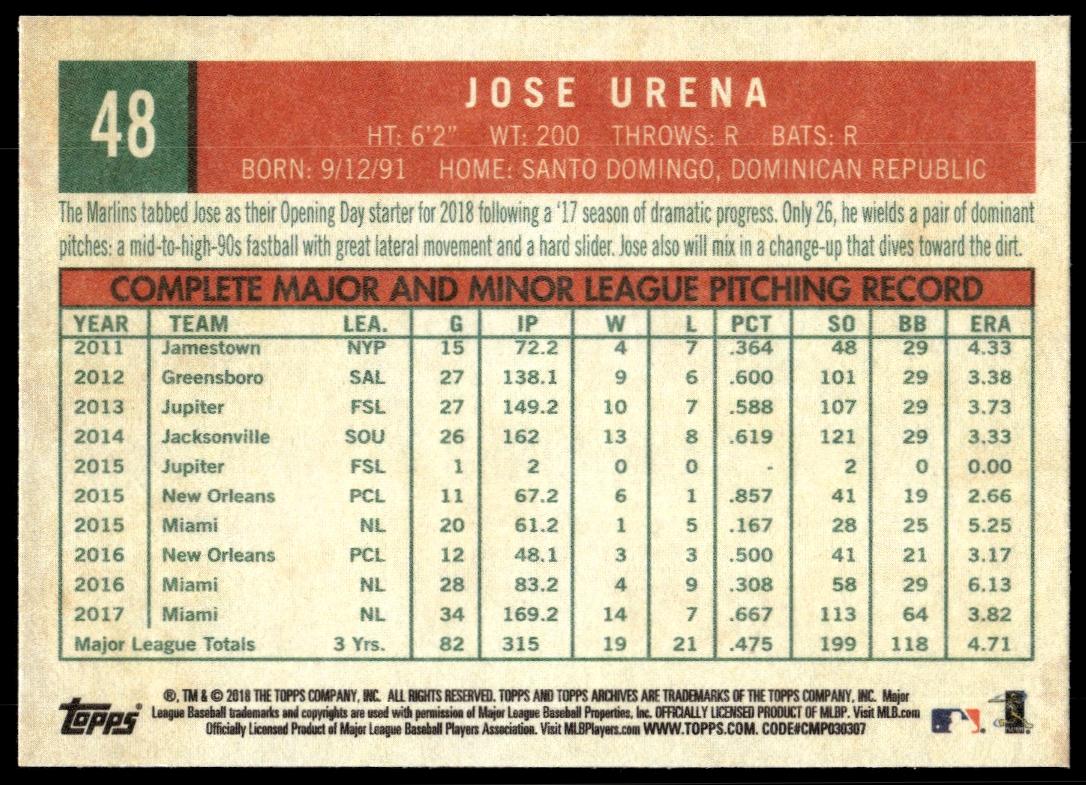 48
JOSE URENA
HT: 6'2" WT: 200 THROWS: R BATS: R
BORN: 9/12/91 HOME: SANTO DOMINGO, DOMINICAN REPUBLIC
The Marlins tabbed Jose as their Opening Day starter for 2018 following a '17 season of dramatic progress. Only 26, he wields a pair of dominant
pitches: a mid-to-high-90s fastball with great lateral movement and a hard slider. Jose also will mix in a change-up that dives toward the dirt.
COMPLETE MAJOR AND MINOR LEAGUE PITCHING RECORD
YEAR TEAM LEA. G IP W L PCT SO BB ERA
2011 Jamestown NYP 15 72.2 4 7 .364 48 29 4.33
2012 Greensboro SAL 27 138.1 9 6 .600 101 29 3.38
2013 Jupiter FSL 27 149.2 10 7 .588 107 29 3.73
2014 Jacksonville SOU 26 162 13 8 .619 121 29 3.33
2015 Jupiter FSL 1 2 0 0 - 2 0 0.00
2015 New Orleans PCL 11 67.2 6 1 .857 41 19 2.66
2015 Miami NL 20 61.2 1 5 .167 28 25 5.25
2016 New Orleans PCL 12 48.1 3 3 .500 41 21 3.17
2016 Miami NL 28 83.2 4 9 .308 58 29 6.13
2017 Miami NL 34 169.2 14 7 .667 113 64 3.82
Major League Totals 3 Yrs. 82 315 19 21 .475 199 118 4.71
Topps®
®, TM & © 2018 THE TOPPS COMPANY, INC. ALL RIGHTS RESERVED. TOPPS AND TOPPS ARCHIVES ARE TRADEMARKS OF THE TOPPS COMPANY, INC. Major
League Baseball trademarks and copyrights are used with permission of Major League Baseball Properties, Inc. OFFICIALLY LICENSED PRODUCT OF MLBP. Visit MLB.com
Officially Licensed Product of Major League Baseball Players Association. Visit MLBPlayers.com WWW.TOPPS.COM. CODE#CMP030307